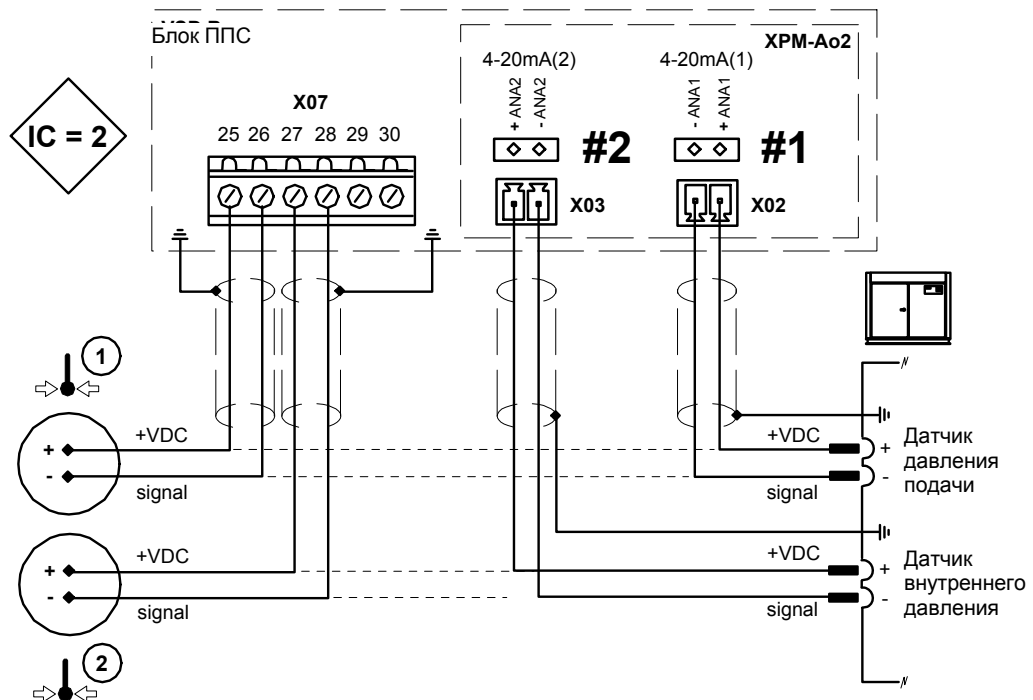 Блок ППС
XPM-Ao2
4-20mA(2)
4-20mA(1)
+ ANA2
- ANA2
- ANA1
+ ANA1
X07
IC = 2
25 26 27 28 29 30
#2
#1
X03
X02
1
+VDC
+
-
signal
+VDC
+
-
signal
Датчик
давления
подачи
+VDC
+
-
signal
2
+VDC
+
-
signal
Датчик
внутреннего
давления